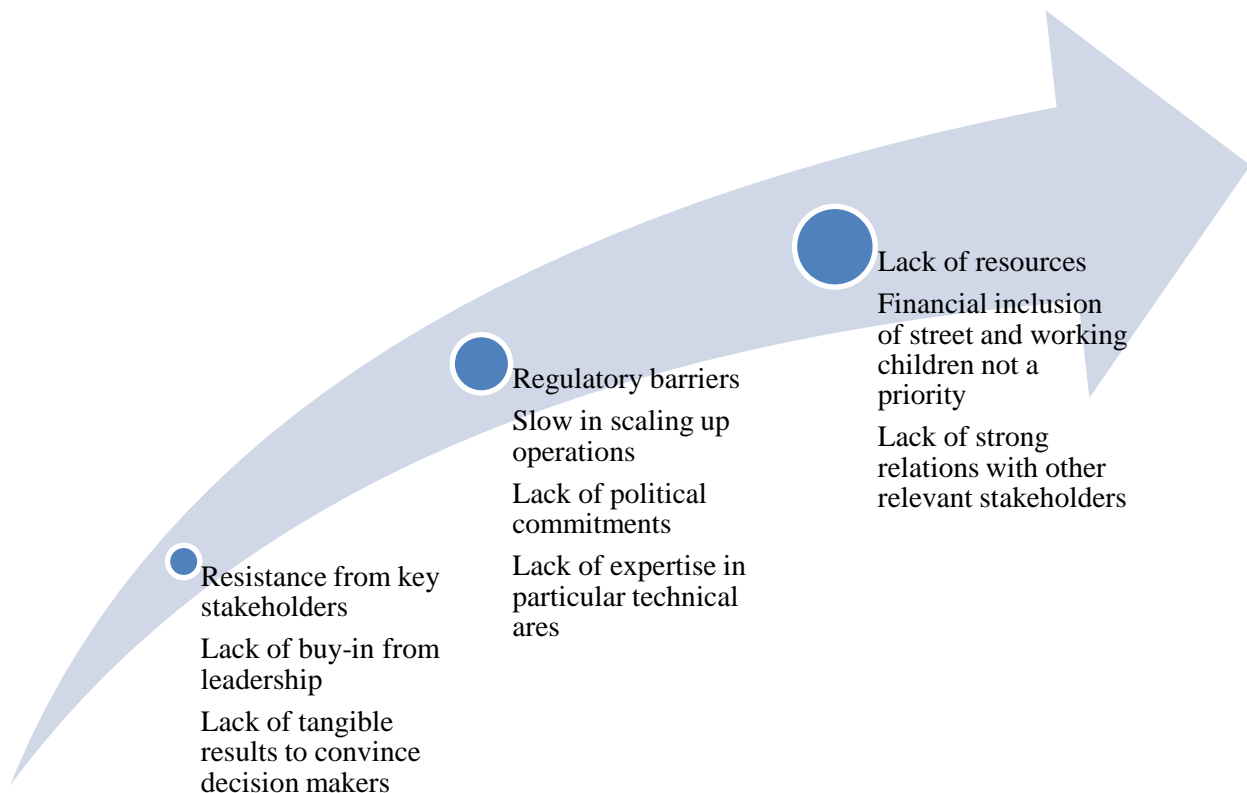 Resistance from key
stakeholders
Lack of buy-in from
leadership
Lack of tangible
results to convince
decision makers
Regulatory barriers
Slow in scaling up
operations
Lack of political
commitments
Lack of expertise in
particular technical
ares
Lack of resources
Financial inclusion
of street and working
children not a
priority
Lack of strong
relations with other
relevant stakeholders